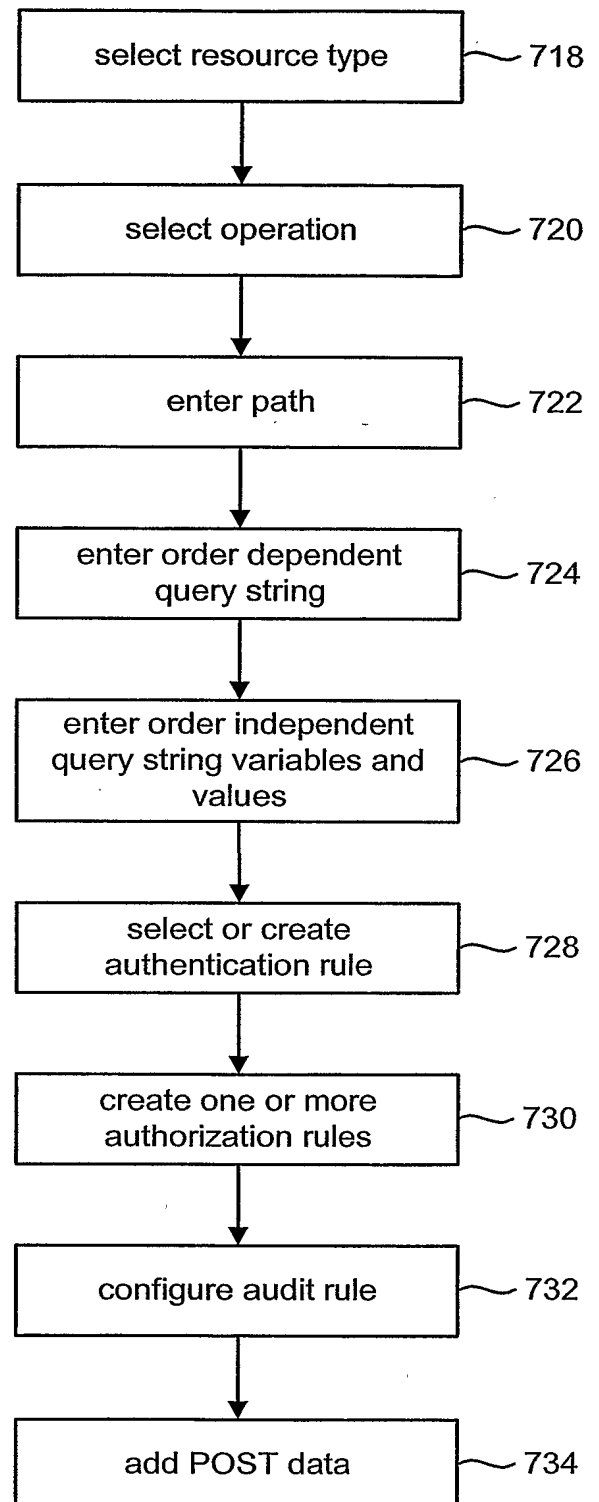 select resource type
718
select operation
720
enter path
722
enter order dependent
query string
724
enter order independent
query string variables and
values
726
select or create
authentication rule
728
create one or more
authorization rules
730
configure audit rule
732
add POST data
734